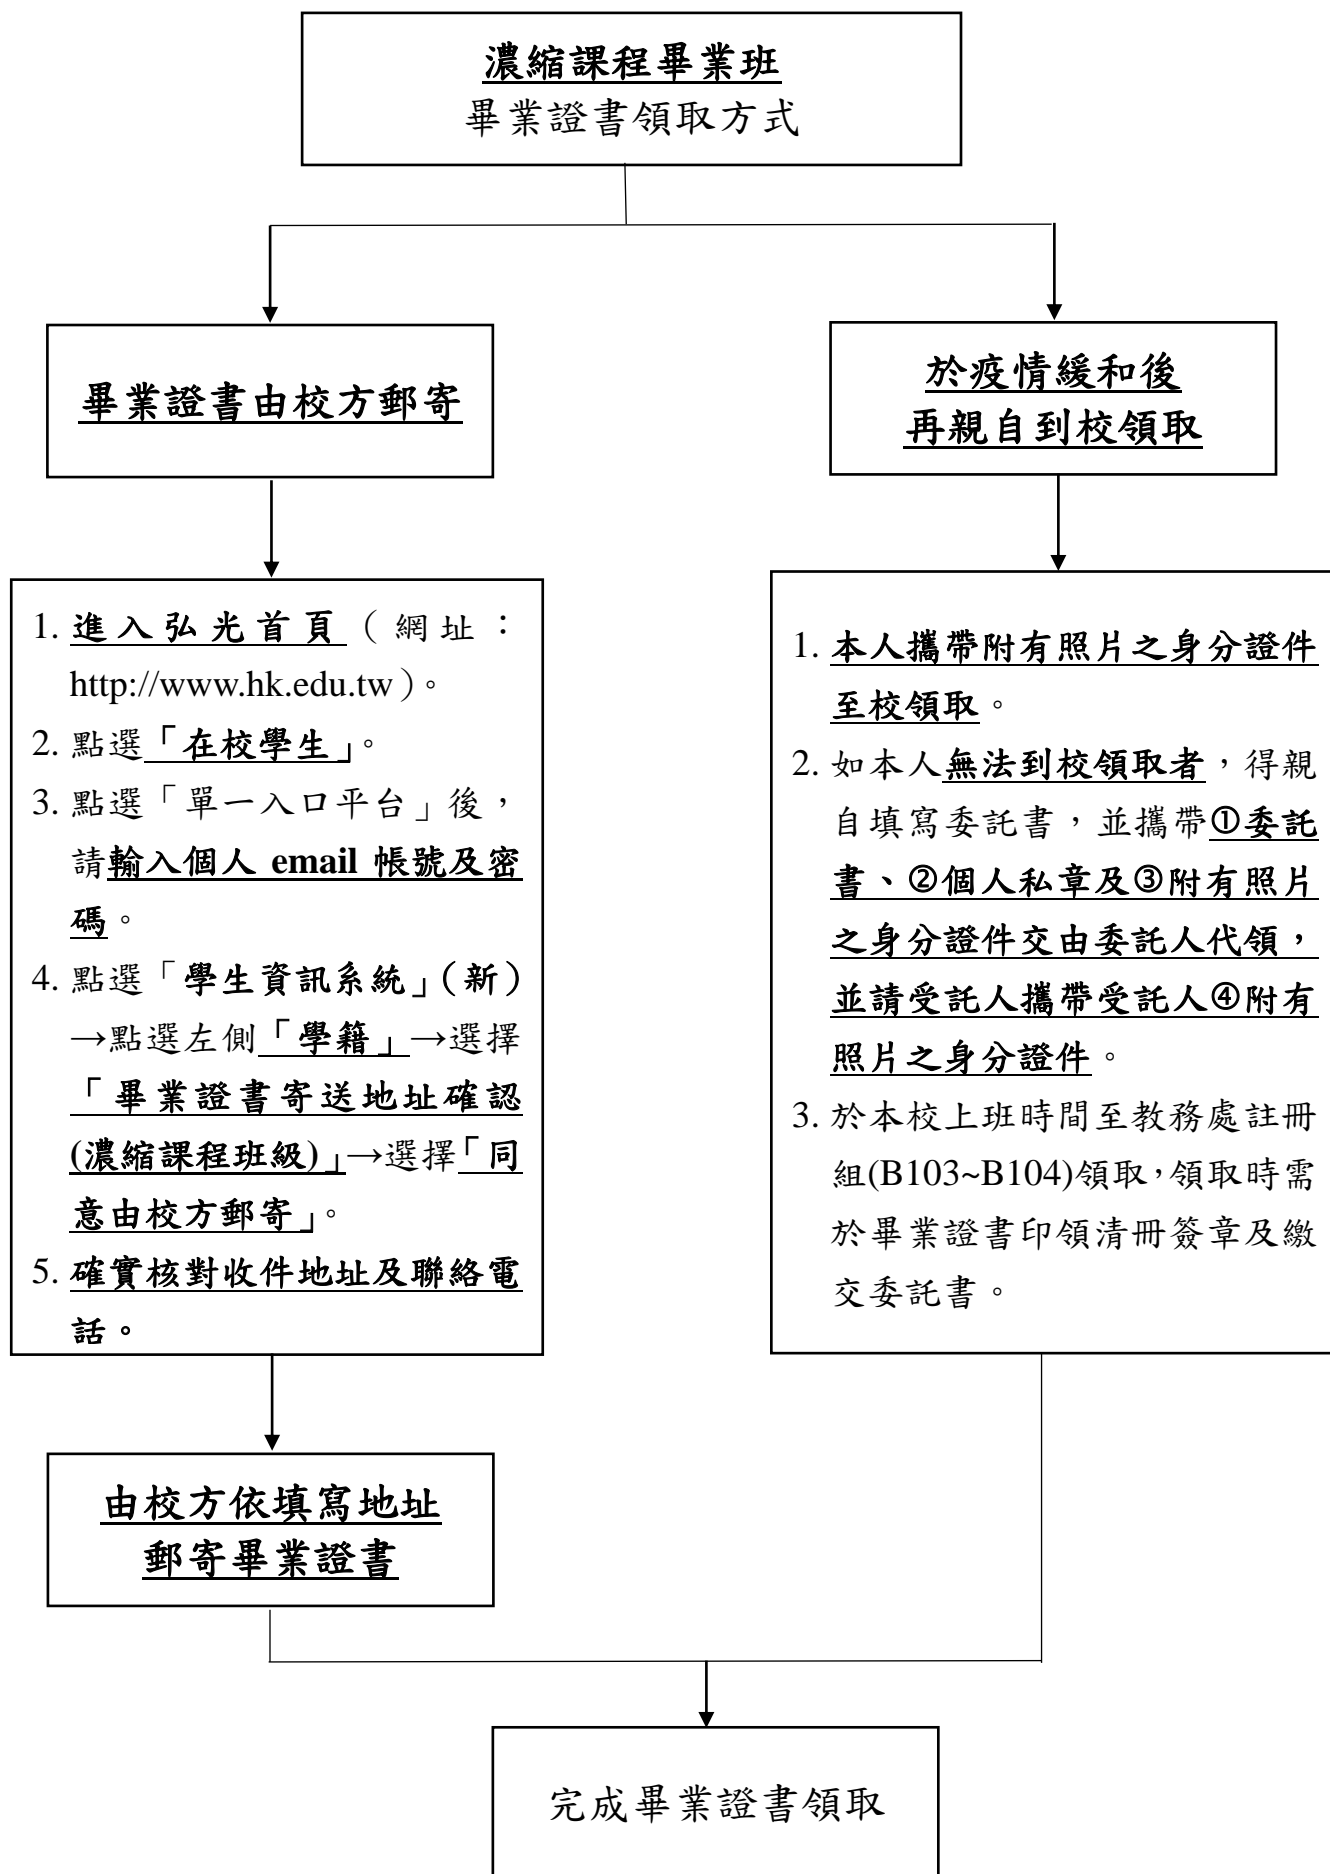 濃縮課程畢業班
畢業證書領取方式
畢業證書由校方郵寄
於疫情緩和後
再親自到校領取
1. 進入弘光首頁（網址：
http://www.hk.edu.tw）。
2. 點選「在校學生」。
3. 點選「單一入口平台」後，
請輸入個人 email 帳號及密
碼。
4. 點選「學生資訊系統」（新）
→點選左側「學籍」→選擇
「畢業證書寄送地址確認
(濃縮課程班級)」→選擇「同
意由校方郵寄」。
5. 確實核對收件地址及聯絡電
話。
1. 本人攜帶附有照片之身分證件
至校領取。
2. 如本人無法到校領取者，得親
自填寫委託書，並攜帶①委託
書、②個人私章及③附有照片
之身分證件交由委託人代領，
並請受託人攜帶受託人④附有
照片之身分證件。
3. 於本校上班時間至教務處註冊
組(B103~B104)領取，領取時需
於畢業證書印領清冊簽章及繳
交委託書。
由校方依填寫地址
郵寄畢業證書
完成畢業證書領取